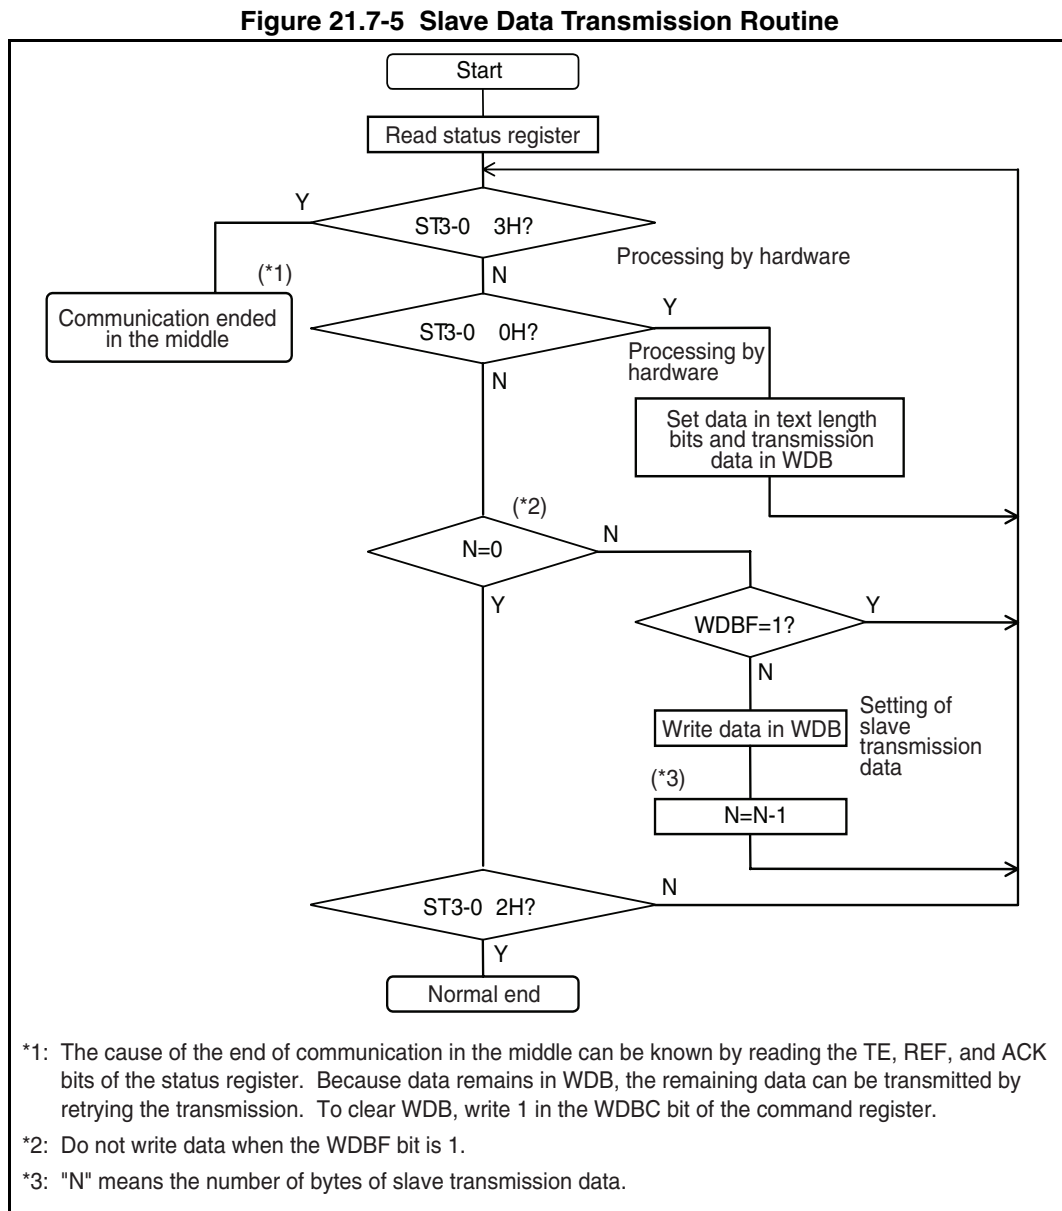 Figure 21.7-5 Slave Data Transmission Routine
Start
Read status register
Y
ST3-0 3H?
Processing by hardware
(*1)
N
Communication ended
in the middle
ST3-0 0H?
Y
Processing by
hardware
N
Set data in text length
bits and transmission
data in WDB
(*2)
N=0
N
Y
WDBF=1?
Y
N
Write data in WDB
Setting of
slave
transmission
data
(*3)
N=N-1
ST3-0 2H?
N
Y
Normal end
*1: The cause of the end of communication in the middle can be known by reading the TE, REF, and ACK
bits of the status register. Because data remains in WDB, the remaining data can be transmitted by
retrying the transmission. To clear WDB, write 1 in the WDBC bit of the command register.
*2: Do not write data when the WDBF bit is 1.
*3: "N" means the number of bytes of slave transmission data.